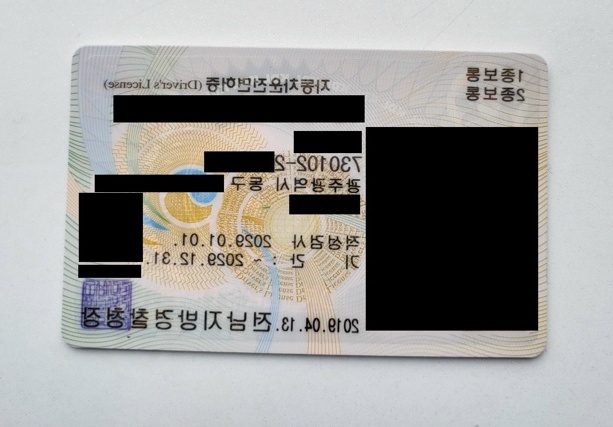 1종보통
2종보통
자동차운전면허증 (Driver's License)
730102-2
광주광역시 동구
적성검사 2029.01.01.
기 간 : ~ 2029.12.31.
2019.04.13. 전남지방경찰청장